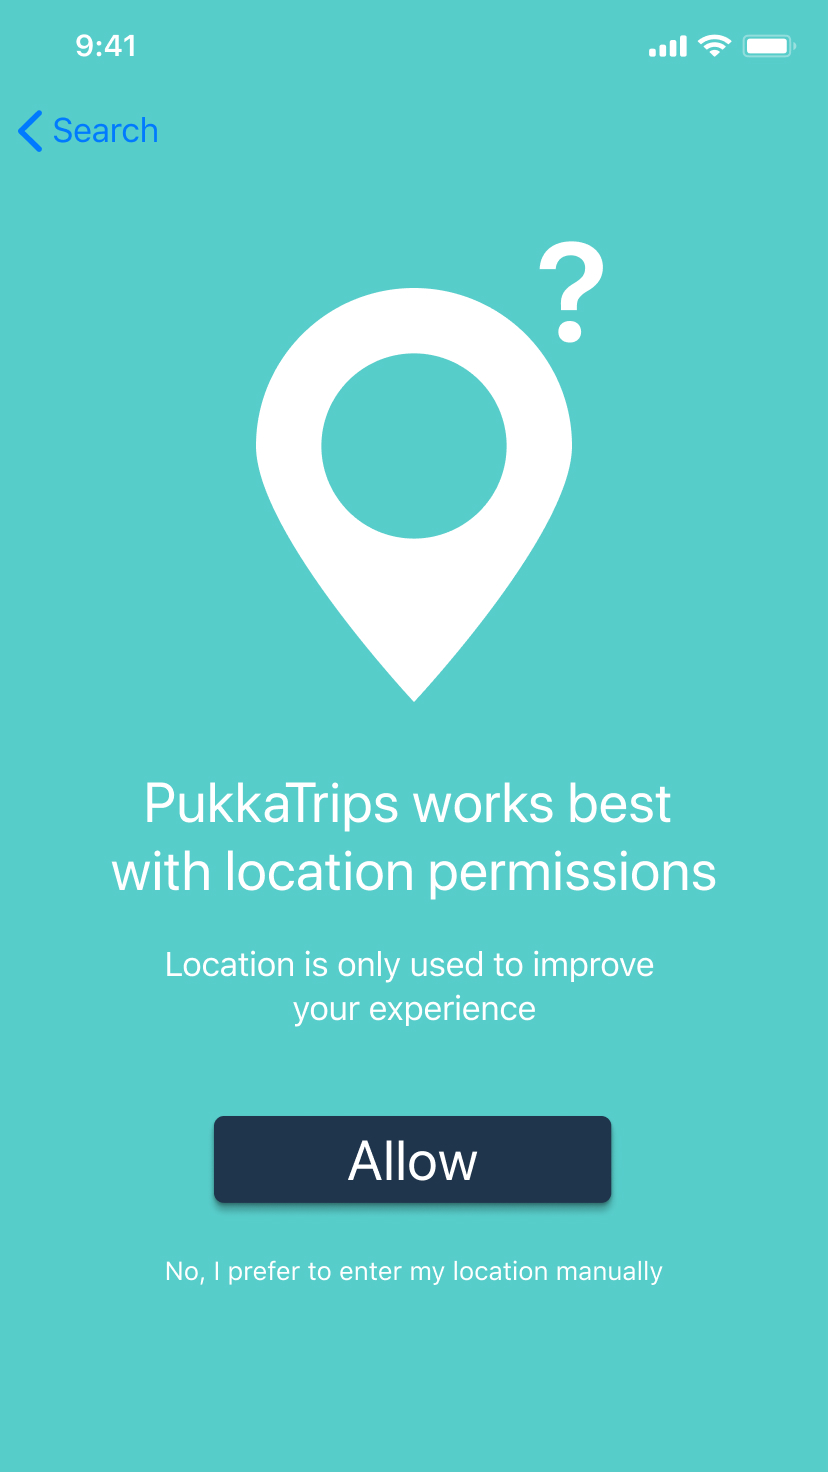 9:41
Search
?
PukkaTrips works best
with location permissions
Location is only used to improve
your experience
Allow
No, I prefer to enter my location manually